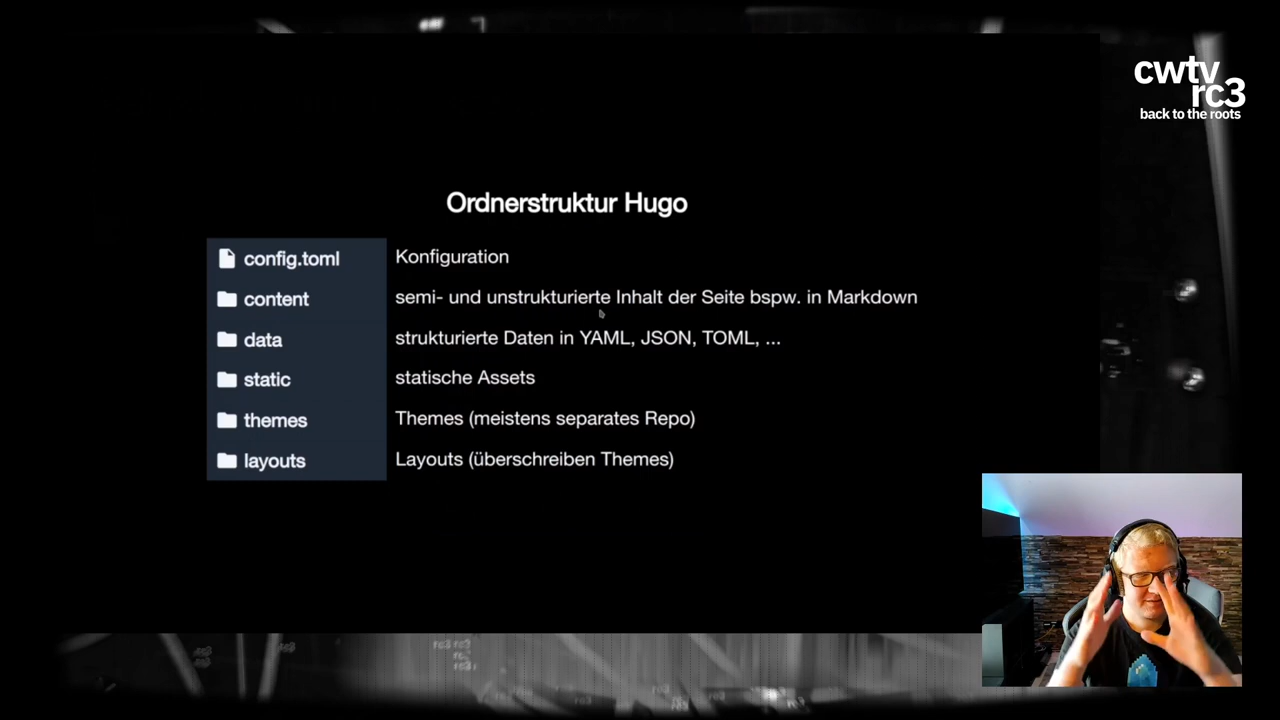 cwtv
rc3
back to the roots
Ordnerstruktur Hugo
config.toml Konfiguration
content semi- und unstrukturierte Inhalt der Seite bspw. in Markdown
data strukturierte Daten in YAML, JSON, TOML, ...
static statische Assets
themes Themes (meistens separates Repo)
layouts Layouts (überschreiben Themes)
rc3 rc3